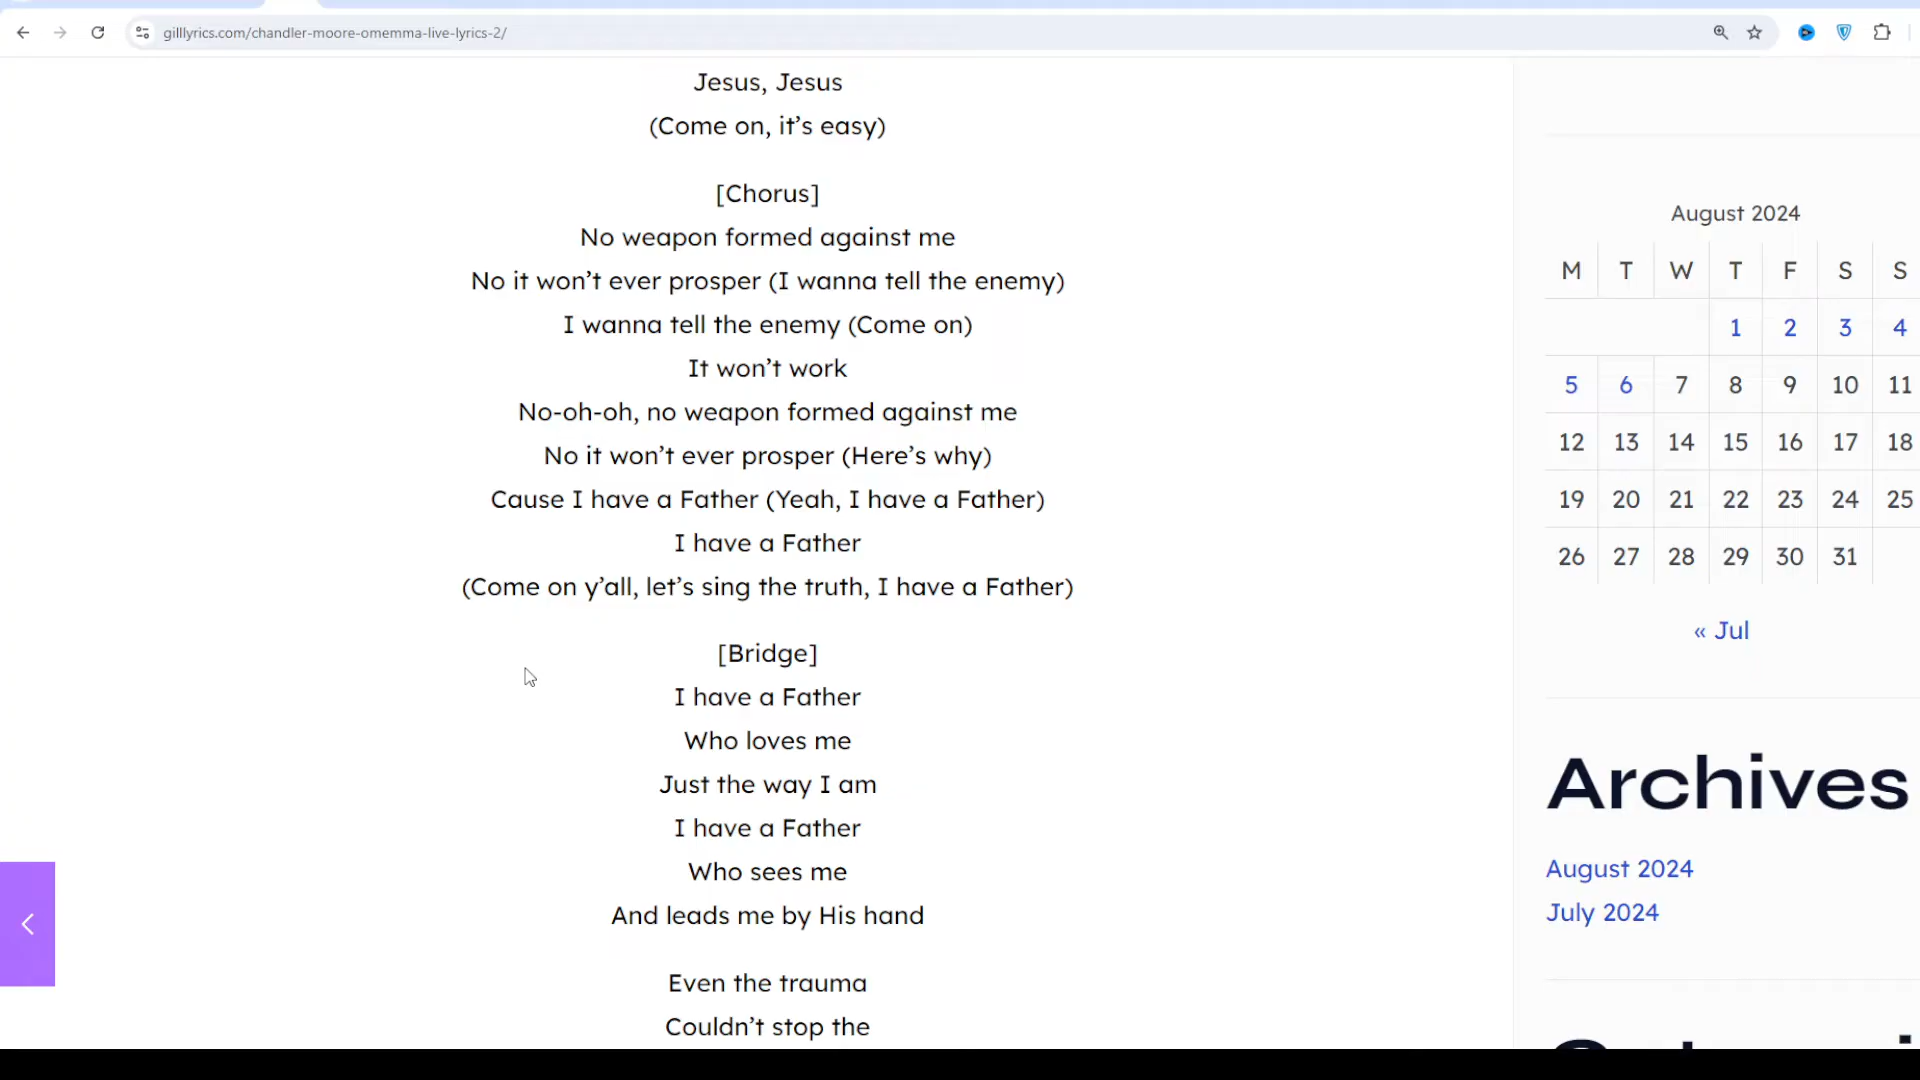 gilllyrics.com/chandler-moore-omemma-live-lyrics-2/
Jesus, Jesus
(Come on, it’s easy)
[Chorus]
No weapon formed against me
No it won’t ever prosper (I wanna tell the enemy)
I wanna tell the enemy (Come on)
It won’t work
No-oh-oh, no weapon formed against me
No it won’t ever prosper (Here’s why)
Cause I have a Father (Yeah, I have a Father)
I have a Father
(Come on y’all, let’s sing the truth, I have a Father)
[Bridge]
I have a Father
Who loves me
Just the way I am
I have a Father
Who sees me
And leads me by His hand
Even the trauma
Couldn’t stop the
August 2024
M T W T F S S
1 2 3 4
5 6 7 8 9 10 11
12 13 14 15 16 17 18
19 20 21 22 23 24 25
26 27 28 29 30 31
« Jul
Archives
August 2024
July 2024